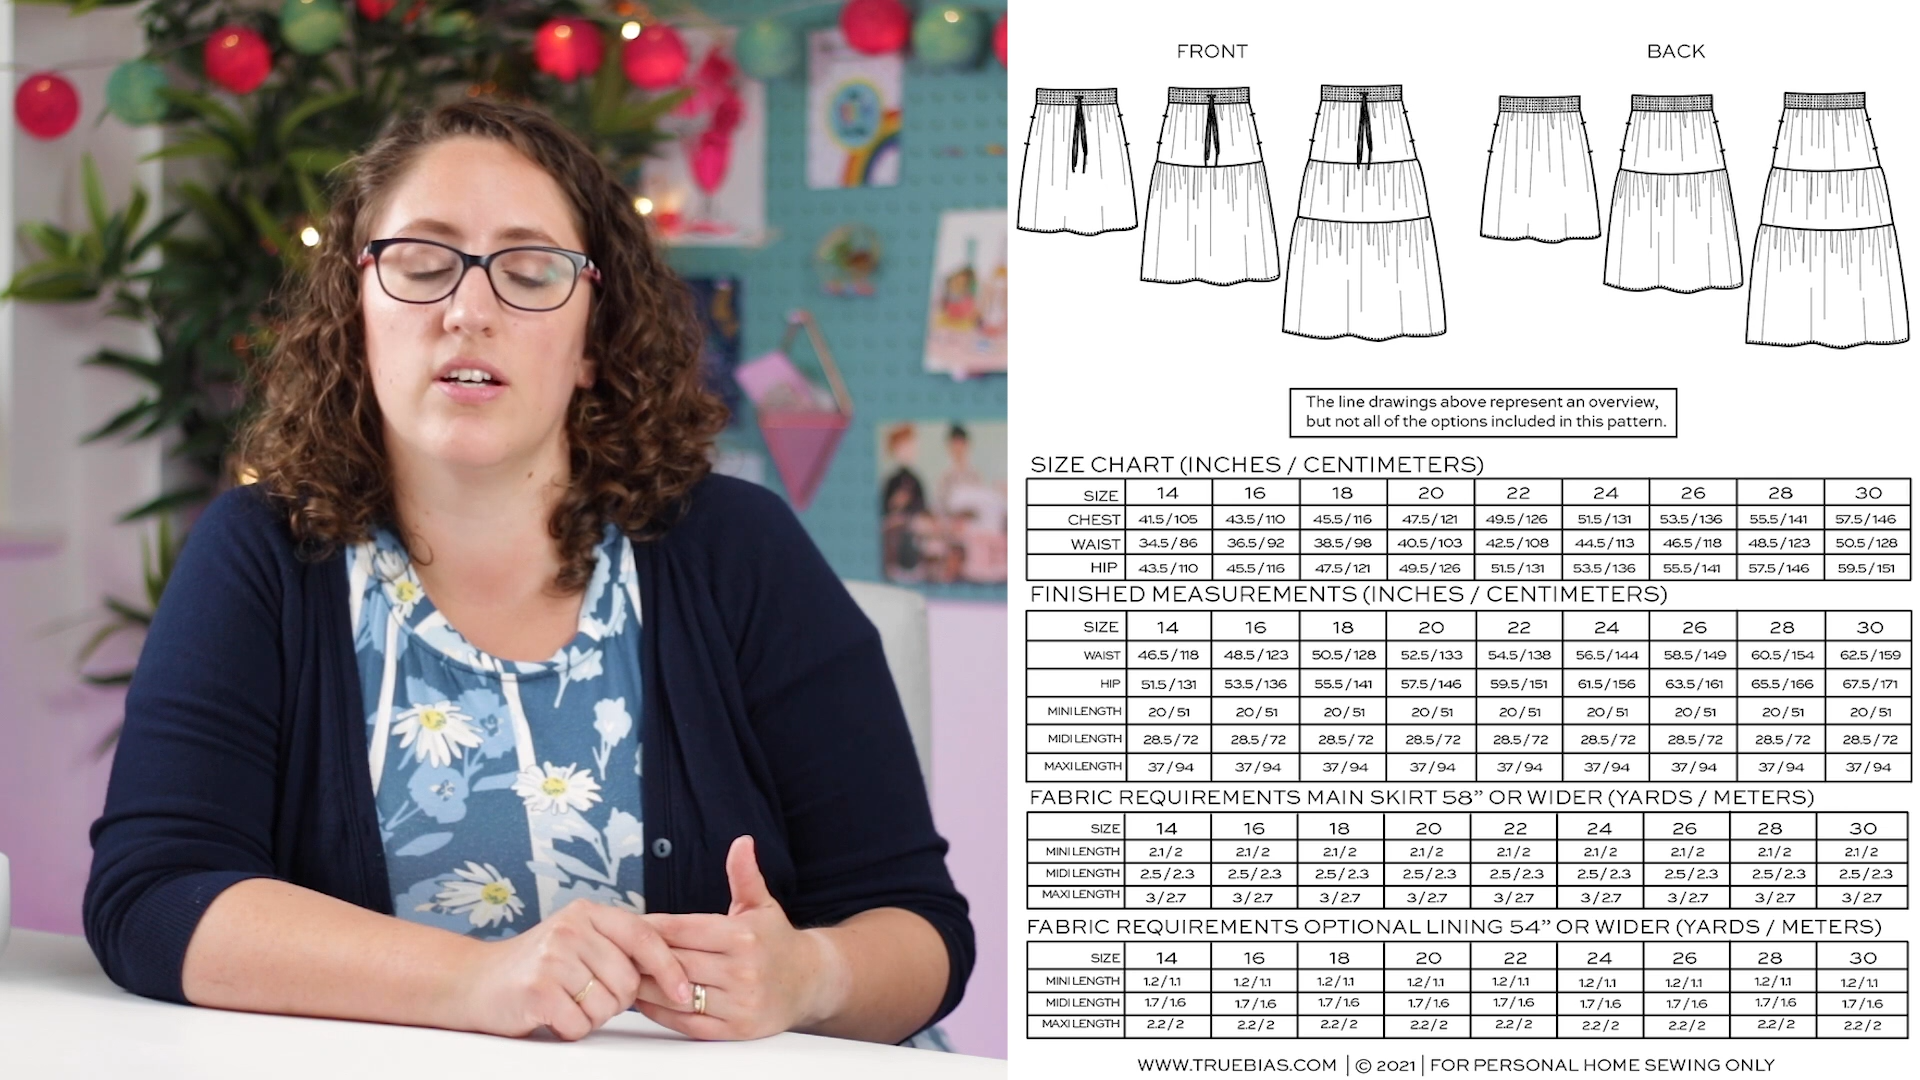 FRONT BACK
The line drawings above represent an overview,
but not all of the options included in this pattern.
SIZE CHART (INCHES / CENTIMETERS)
SIZE 14 16 18 20 22 24 26 28 30
CHEST 41.5 / 105 43.5 / 110 45.5 / 116 47.5 / 121 49.5 / 126 51.5 / 131 53.5 / 136 55.5 / 141 57.5 / 146
WAIST 34.5 / 86 36.5 / 92 38.5 / 98 40.5 / 103 42.5 / 108 44.5 / 113 46.5 / 118 48.5 / 123 50.5 / 128
HIP 43.5 / 110 45.5 / 116 47.5 / 121 49.5 / 126 51.5 / 131 53.5 / 136 55.5 / 141 57.5 / 146 59.5 / 151
FINISHED MEASUREMENTS (INCHES / CENTIMETERS)
SIZE 14 16 18 20 22 24 26 28 30
WAIST 46.5 / 118 48.5 / 123 50.5 / 128 52.5 / 133 54.5 / 138 56.5 / 144 58.5 / 149 60.5 / 154 62.5 / 159
HIP 51.5 / 131 53.5 / 136 55.5 / 141 57.5 / 146 59.5 / 151 61.5 / 156 63.5 / 161 65.5 / 166 67.5 / 171
MINI LENGTH 20 / 51 20 / 51 20 / 51 20 / 51 20 / 51 20 / 51 20 / 51 20 / 51 20 / 51
MIDI LENGTH 28.5 / 72 28.5 / 72 28.5 / 72 28.5 / 72 28.5 / 72 28.5 / 72 28.5 / 72 28.5 / 72 28.5 / 72
MAXI LENGTH 37 / 94 37 / 94 37 / 94 37 / 94 37 / 94 37 / 94 37 / 94 37 / 94 37 / 94
FABRIC REQUIREMENTS MAIN SKIRT 58” OR WIDER (YARDS / METERS)
SIZE 14 16 18 20 22 24 26 28 30
MINI LENGTH 2.1 / 2 2.1 / 2 2.1 / 2 2.1 / 2 2.1 / 2 2.1 / 2 2.1 / 2 2.1 / 2 2.1 / 2
MIDI LENGTH 2.5 / 2.3 2.5 / 2.3 2.5 / 2.3 2.5 / 2.3 2.5 / 2.3 2.5 / 2.3 2.5 / 2.3 2.5 / 2.3 2.5 / 2.3
MAXI LENGTH 3 / 2.7 3 / 2.7 3 / 2.7 3 / 2.7 3 / 2.7 3 / 2.7 3 / 2.7 3 / 2.7 3 / 2.7
FABRIC REQUIREMENTS OPTIONAL LINING 54” OR WIDER (YARDS / METERS)
SIZE 14 16 18 20 22 24 26 28 30
MINI LENGTH 1.2 / 1.1 1.2 / 1.1 1.2 / 1.1 1.2 / 1.1 1.2 / 1.1 1.2 / 1.1 1.2 / 1.1 1.2 / 1.1 1.2 / 1.1
MIDI LENGTH 1.7 / 1.6 1.7 / 1.6 1.7 / 1.6 1.7 / 1.6 1.7 / 1.6 1.7 / 1.6 1.7 / 1.6 1.7 / 1.6 1.7 / 1.6
MAXI LENGTH 2.2 / 2 2.2 / 2 2.2 / 2 2.2 / 2 2.2 / 2 2.2 / 2 2.2 / 2 2.2 / 2 2.2 / 2
WWW.TRUEBIAS.COM | © 2021 | FOR PERSONAL HOME SEWING ONLY